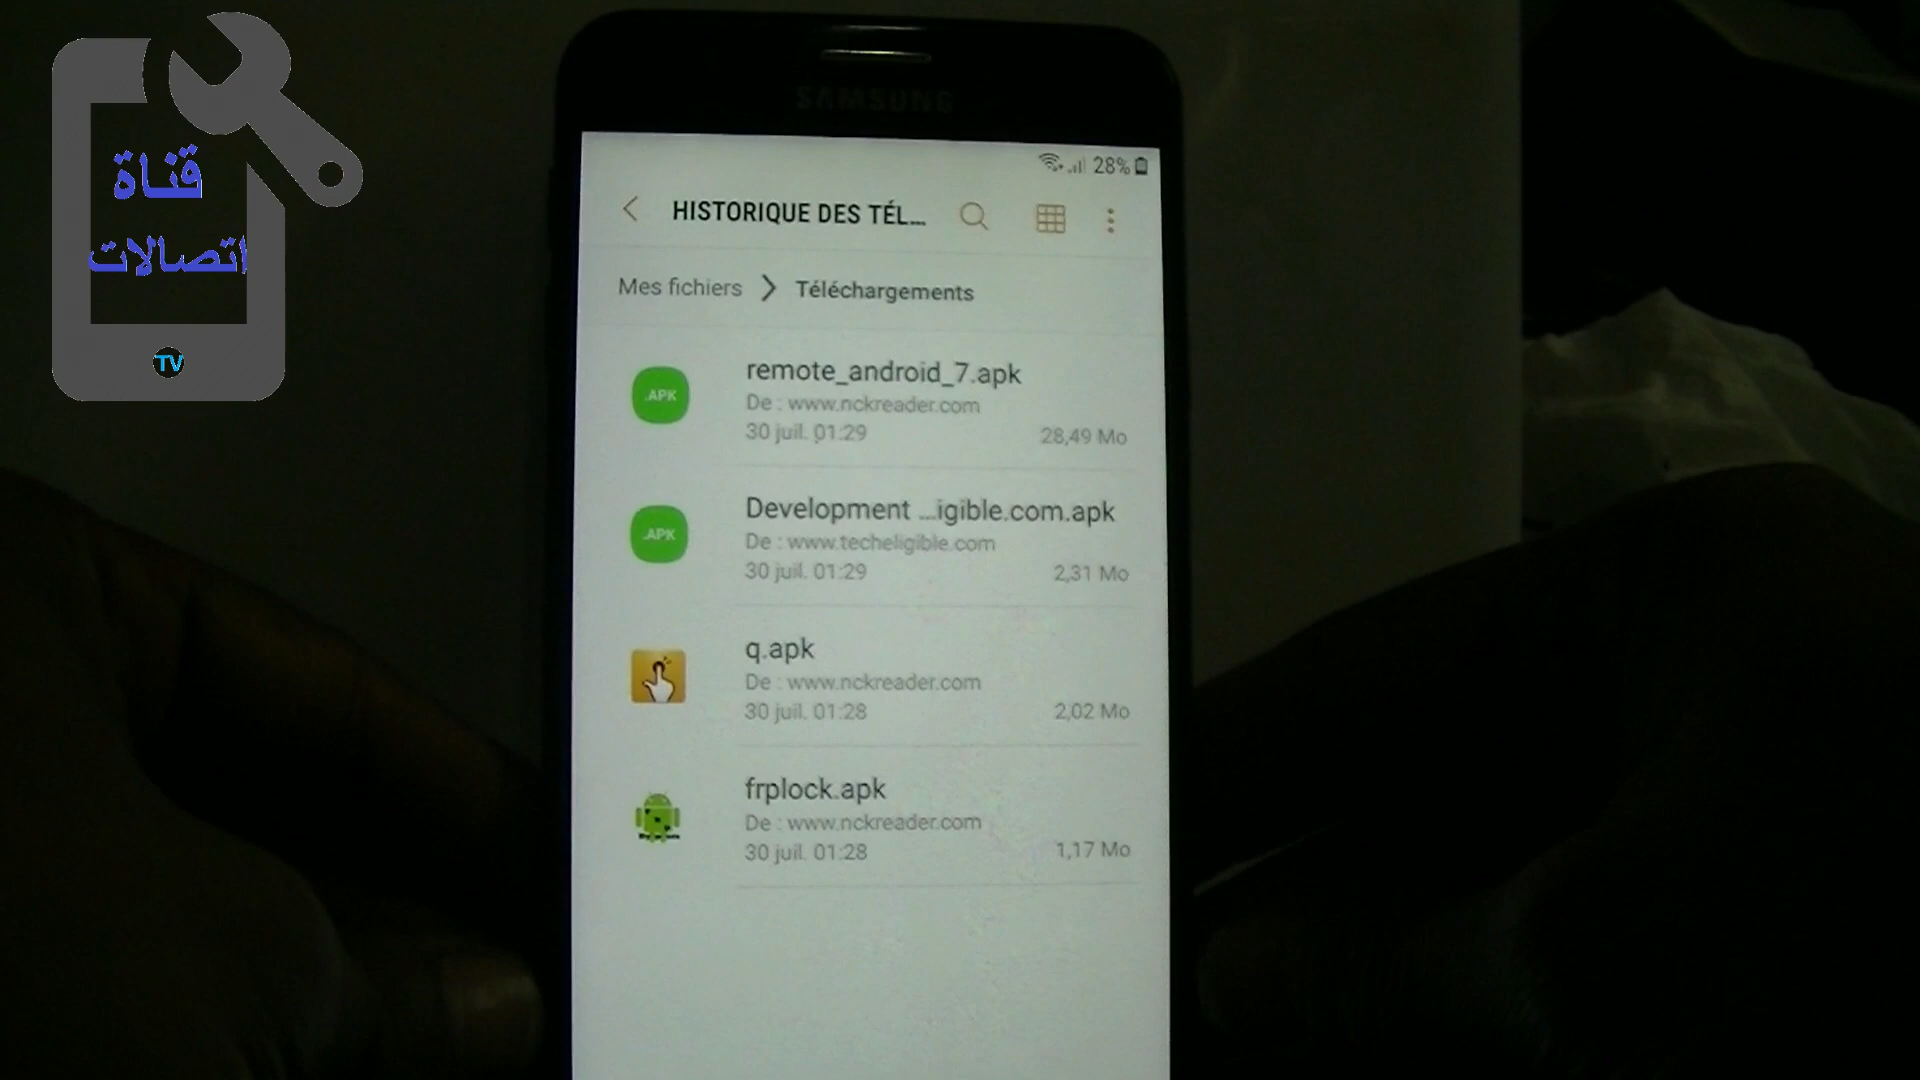 قناة
اتصالات
TV
SAMSUNG
28%
HISTORIQUE DES TÉL...
Mes fichiers > Téléchargements
.APK
remote_android_7.apk
De : www.nckreader.com
30 juil. 01:29
28,49 Mo
.APK
Development ...igible.com.apk
De : www.techeligible.com
30 juil. 01:29
2,31 Mo
q.apk
De : www.nckreader.com
30 juil. 01:28
2,02 Mo
frplock.apk
De : www.nckreader.com
30 juil. 01:28
1,17 Mo